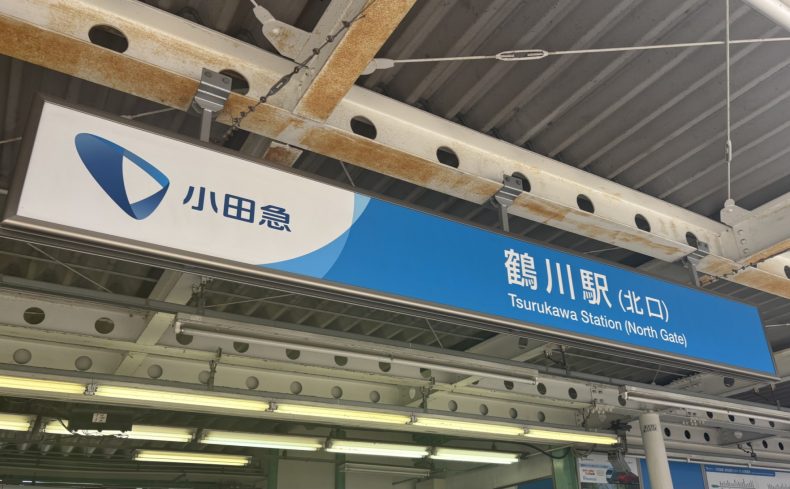 小田急
鶴川駅 (北口)
Tsurukawa Station (North Gate)